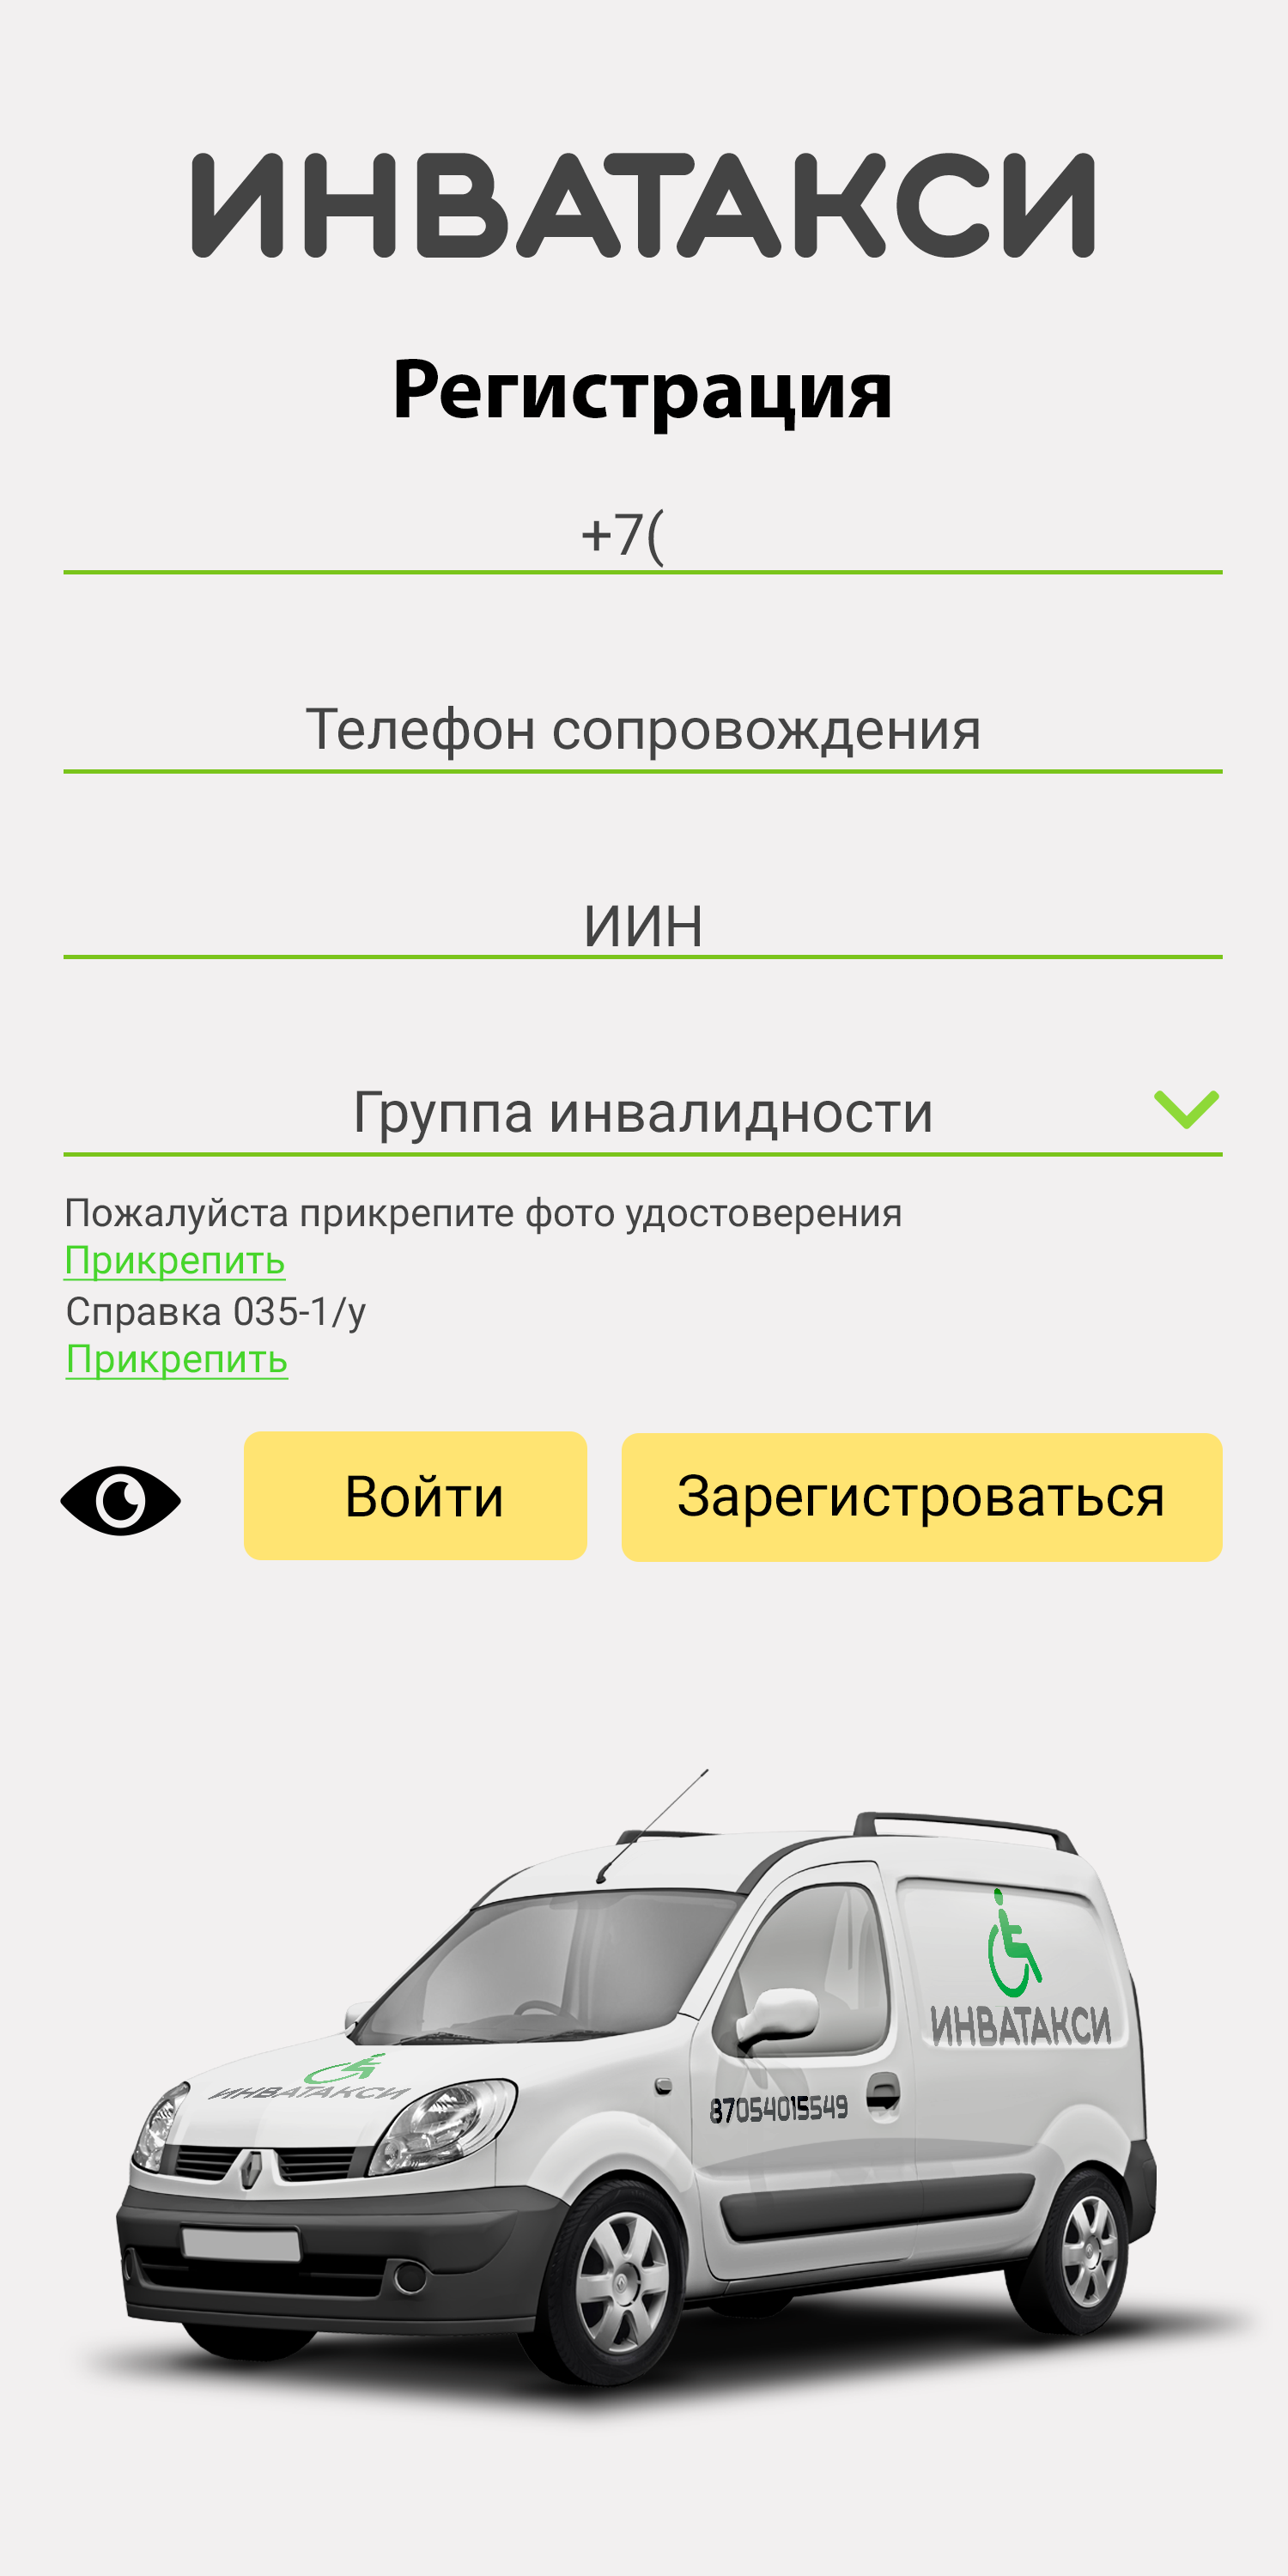 ИНВАТАКСИ
Регистрация
+7(
Телефон сопровождения
ИИН
Группа инвалидности
Пожалуйста прикрепите фото удостоверения
Прикрепить
Справка 035-1/у
Прикрепить
Войти
Зарегистроваться
ИНВАТАКСИ
ИНВАТАКСИ
87054015549